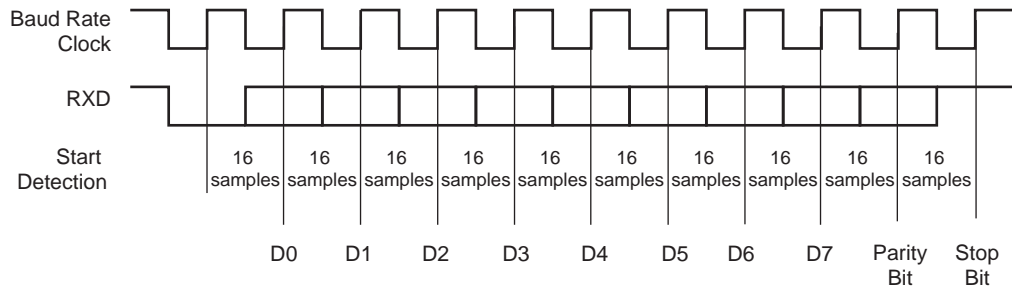 Baud Rate
Clock
RXD
Start
Detection
16 16 16 16 16 16 16 16 16 16
samples samples samples samples samples samples samples samples samples samples
D0 D1 D2 D3 D4 D5 D6 D7 Parity Stop
Bit Bit